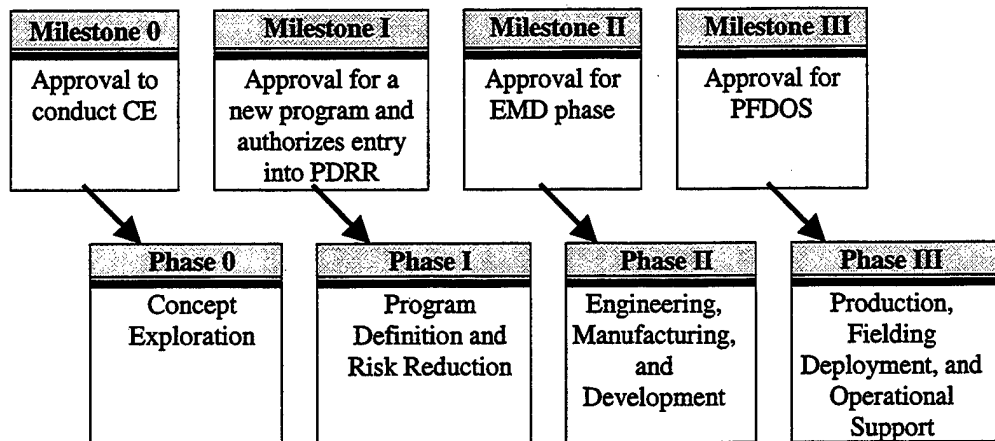 Milestone 0
Approval to
conduct CE
Milestone I
Approval for a
new program and
authorizes entry
into PDRR
Milestone II
Approval for
EMD phase
Milestone III
Approval for
PFDOS
Phase 0
Concept
Exploration
Phase I
Program
Definition and
Risk Reduction
Phase II
Engineering,
Manufacturing,
and
Development
Phase III
Production,
Fielding
Deployment, and
Operational
Support